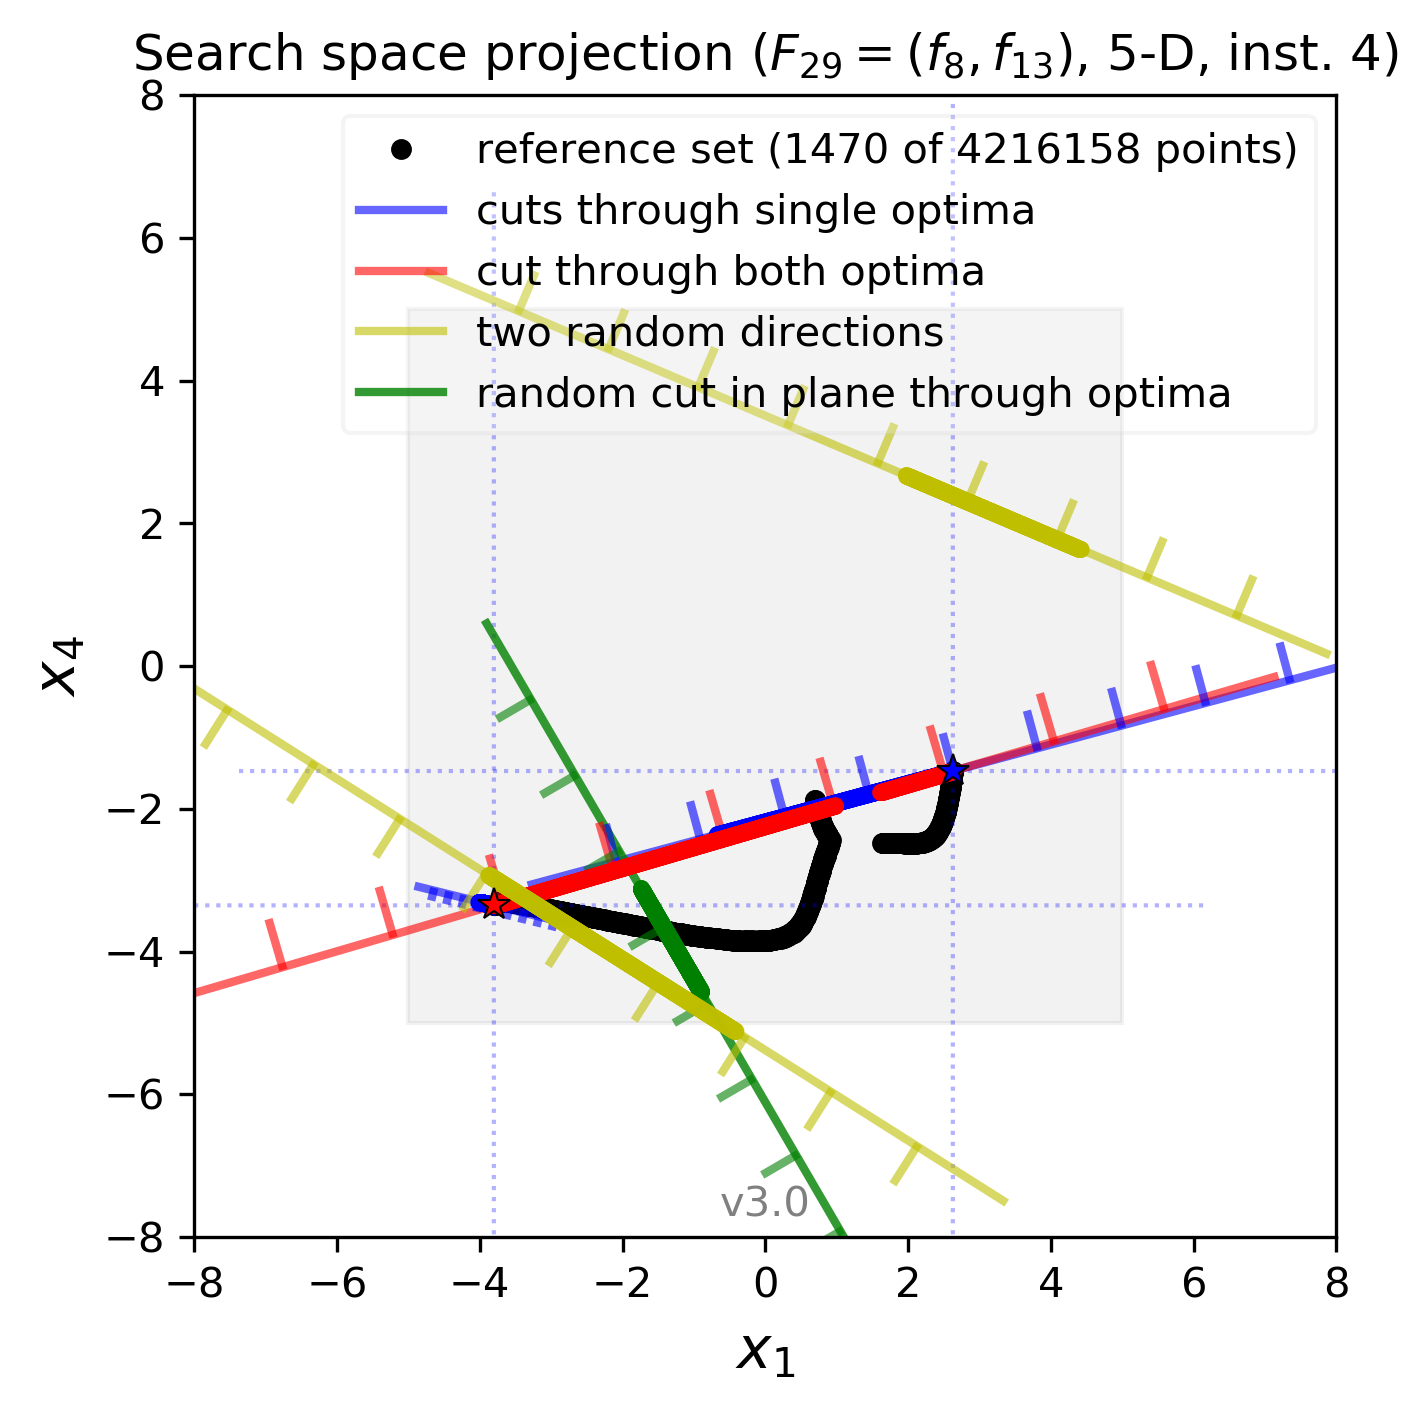 Search space projection (F₂₉ = (f₈, f₁₃), 5-D, inst. 4)
reference set (1470 of 4216158 points)
cuts through single optima
cut through both optima
two random directions
random cut in plane through optima
8
6
4
2
0
−2
−4
−6
−8
x₄
v3.0
−8 −6 −4 −2 0 2 4 6 8
x₁